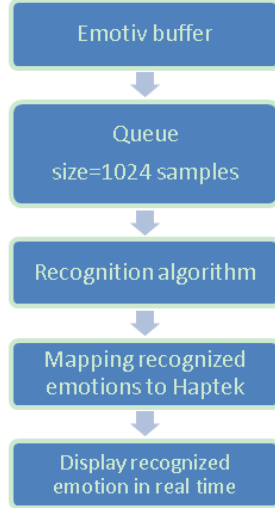 Emotiv buffer
Queue
size=1024 samples
Recognition algorithm
Mapping recognized
emotions to Haptek
Display recognized
emotion in real time